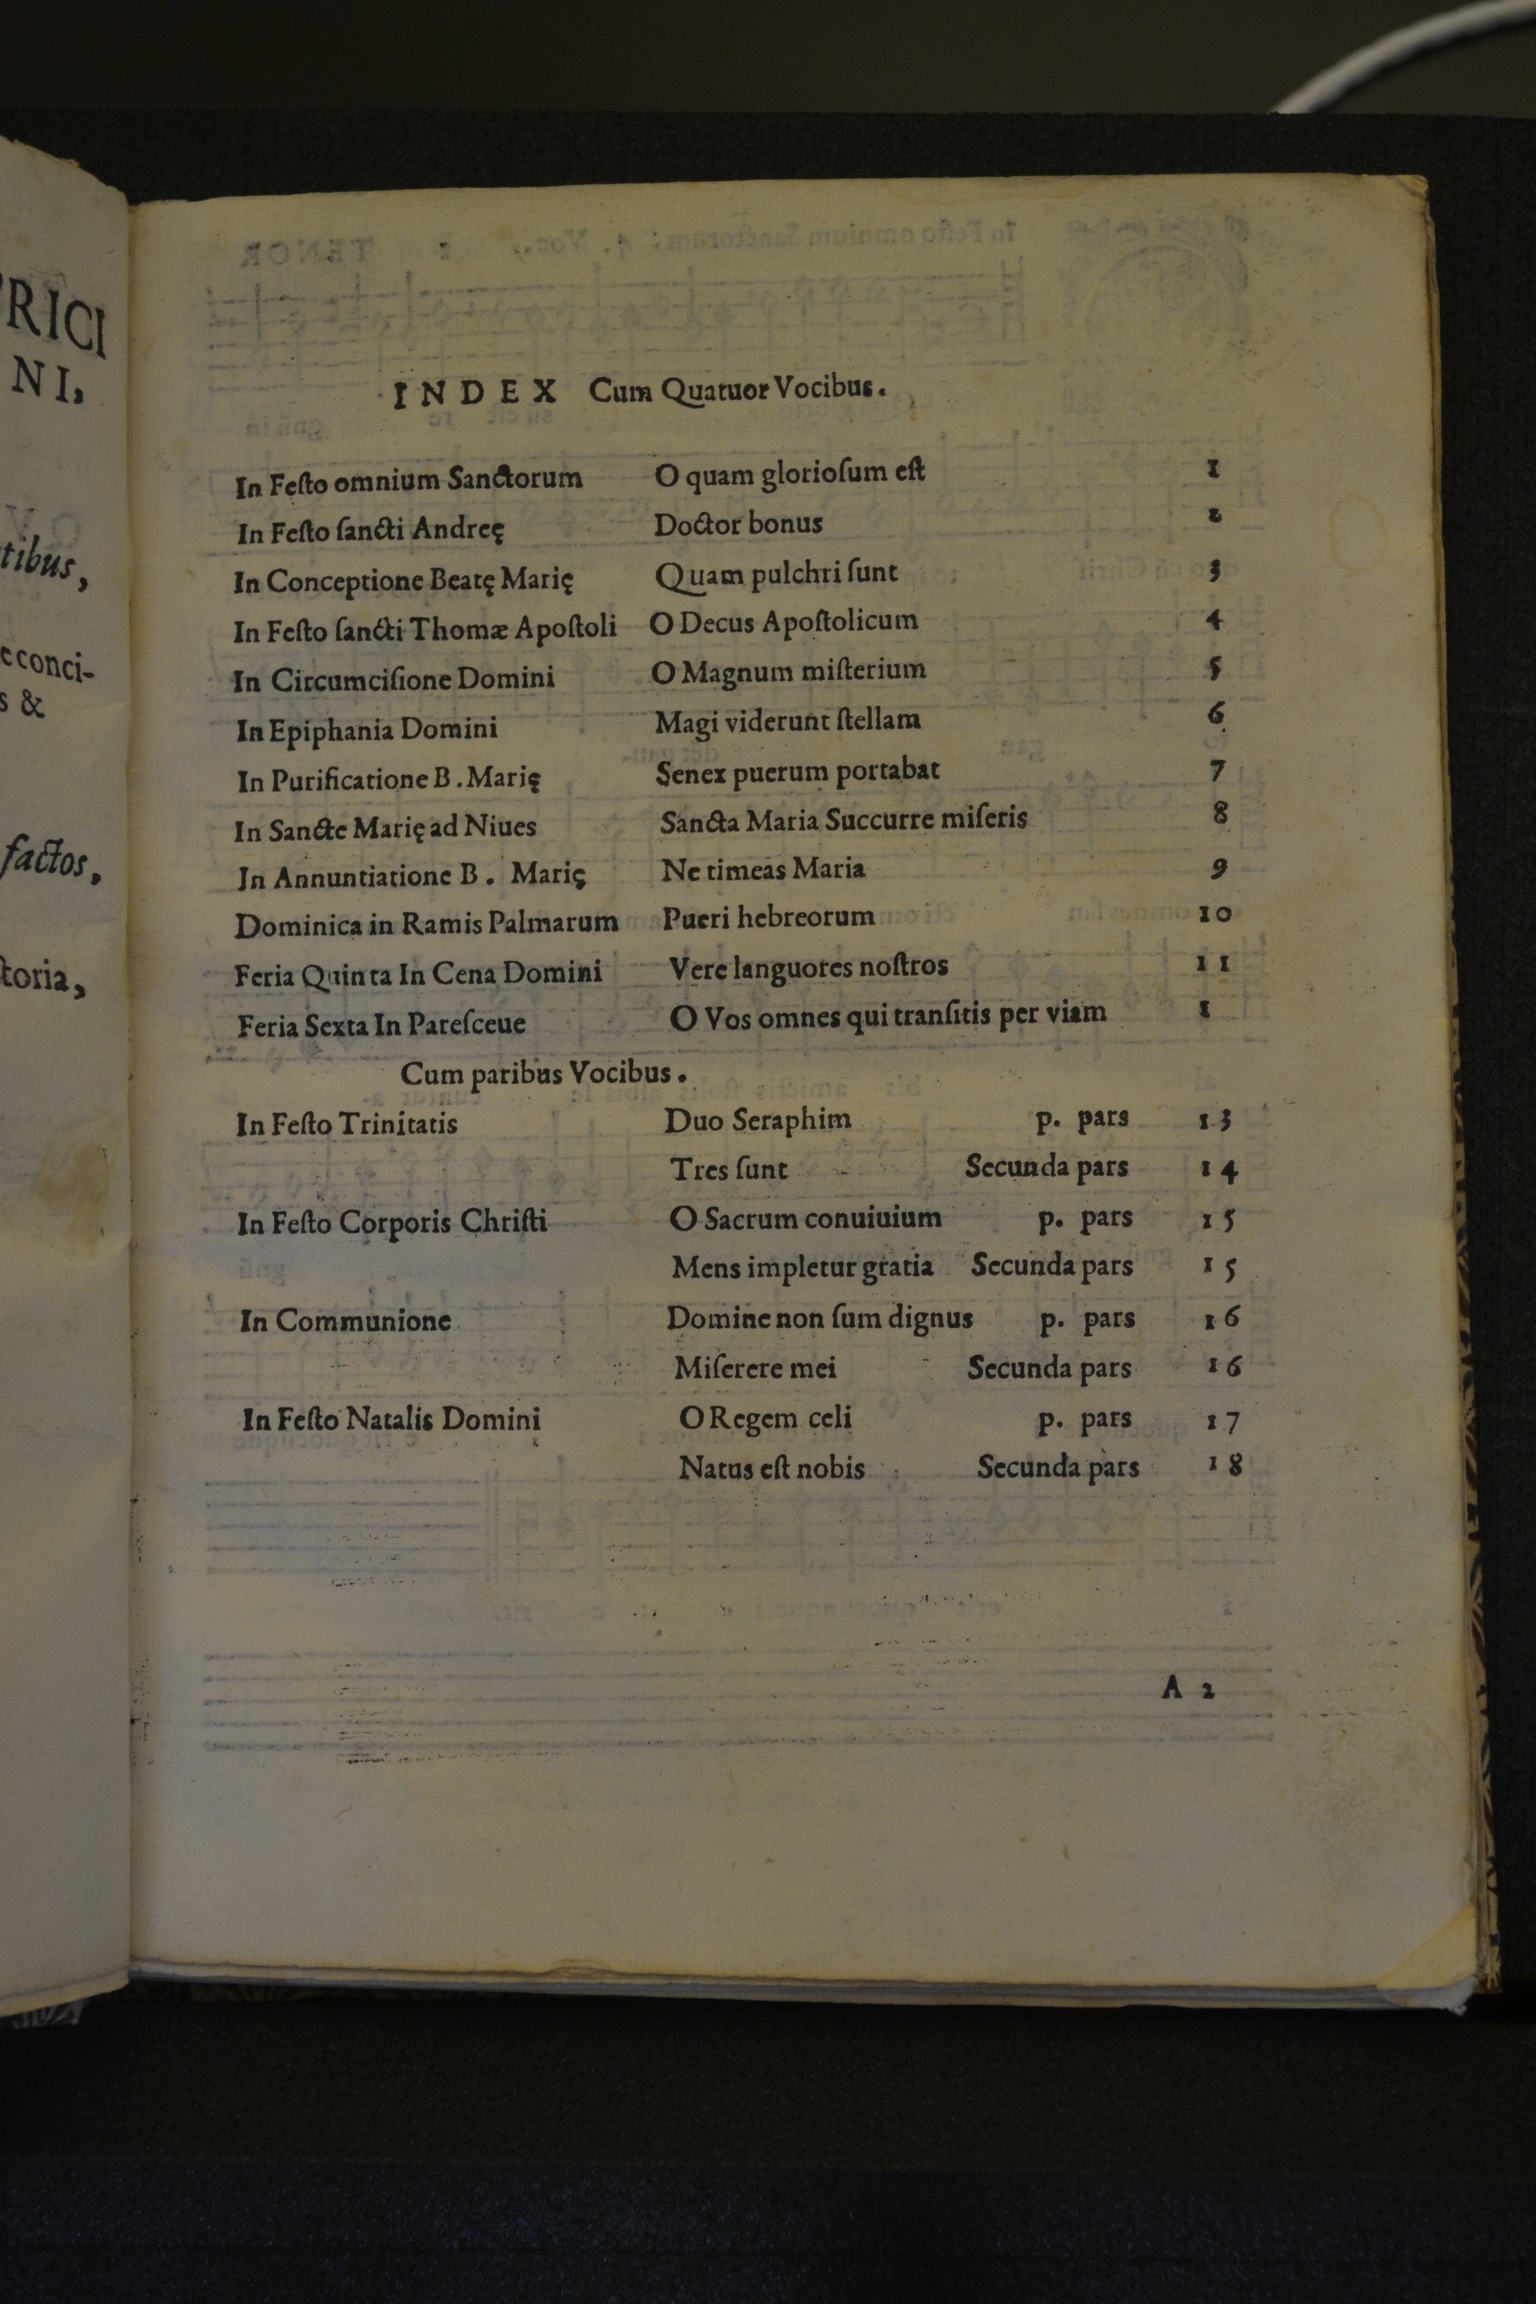 RICI
NI,
tibus,
econci-
s &
factos,
toria,
INDEX Cum Quatuor Vocibus.
In Feſto omnium Sanctorum O quam glorioſum eſt 1
In Feſto ſancti Andreę Doctor bonus 2
In Conceptione Beatę Marię Quam pulchri ſunt 3
In Feſto ſancti Thomæ Apoſtoli O Decus Apoſtolicum 4
In Circumciſione Domini O Magnum miſterium 5
In Epiphania Domini Magi viderunt ſtellam 6
In Purificatione B. Marię Senex puerum portabat 7
In Sancte Marię ad Niues Sancta Maria Succurre miſeris 8
Jn Annuntiatione B. Marię Ne timeas Maria 9
Dominica in Ramis Palmarum Pueri hebreorum 10
Feria Quinta In Cena Domini Vere languores noſtros 11
Feria Sexta In Pareſceue O Vos omnes qui tranſitis per viam 1
Cum paribus Vocibus.
In Feſto Trinitatis Duo Seraphim p. pars 13
Tres ſunt Secunda pars 14
In Feſto Corporis Chriſti O Sacrum conuiuium p. pars 15
Mens impletur gratia Secunda pars 15
In Communione Domine non ſum dignus p. pars 16
Miſerere mei Secunda pars 16
In Feſto Natalis Domini O Regem celi p. pars 17
Natus eſt nobis Secunda pars 18
A 2